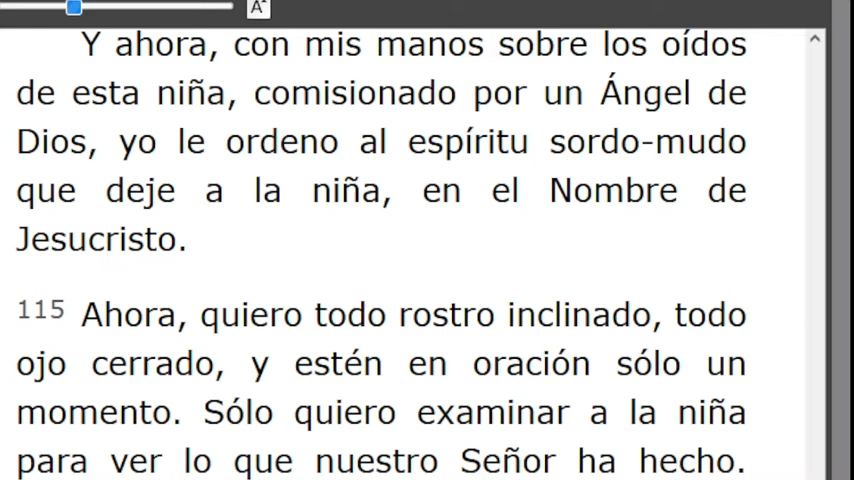 A
Y ahora, con mis manos sobre los oídos
de esta niña, comisionado por un Ángel de
Dios, yo le ordeno al espíritu sordo-mudo
que deje a la niña, en el Nombre de
Jesucristo.
115 Ahora, quiero todo rostro inclinado, todo
ojo cerrado, y estén en oración sólo un
momento. Sólo quiero examinar a la niña
para ver lo que nuestro Señor ha hecho.